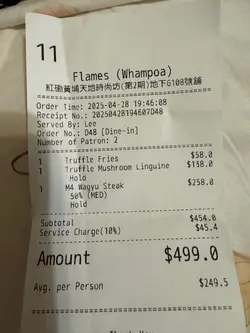 11
Flames (Whampoa)
紅磡黃埔天地時尚坊(第2期)地下G10B號舖
Order Time: 2025-04-28 19:46:08
Receipt No.: 20250428194607D48
Served By: Lee
Order No.: D48 [Dine-in]
Number of Patron: 2
1 Truffle Fries $58.0
1 Truffle Mushroom Linguine $138.0
Hold
1 M4 Wagyu Steak $258.0
50% (MED)
Hold
Subtotal $454.0
Service Charge(10%) $45.4
Amount $499.0
Avg. per Person $249.5